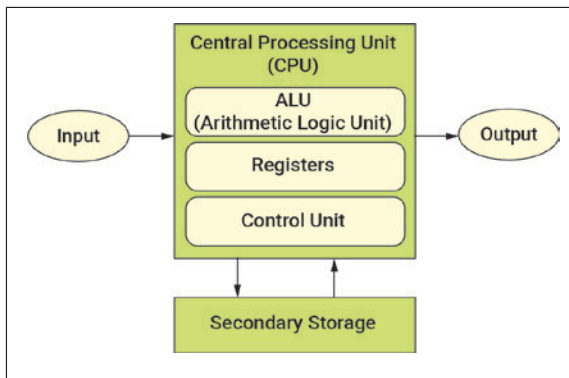 Central Processing Unit
(CPU)
ALU
(Arithmetic Logic Unit)
Input
Output
Registers
Control Unit
Secondary Storage